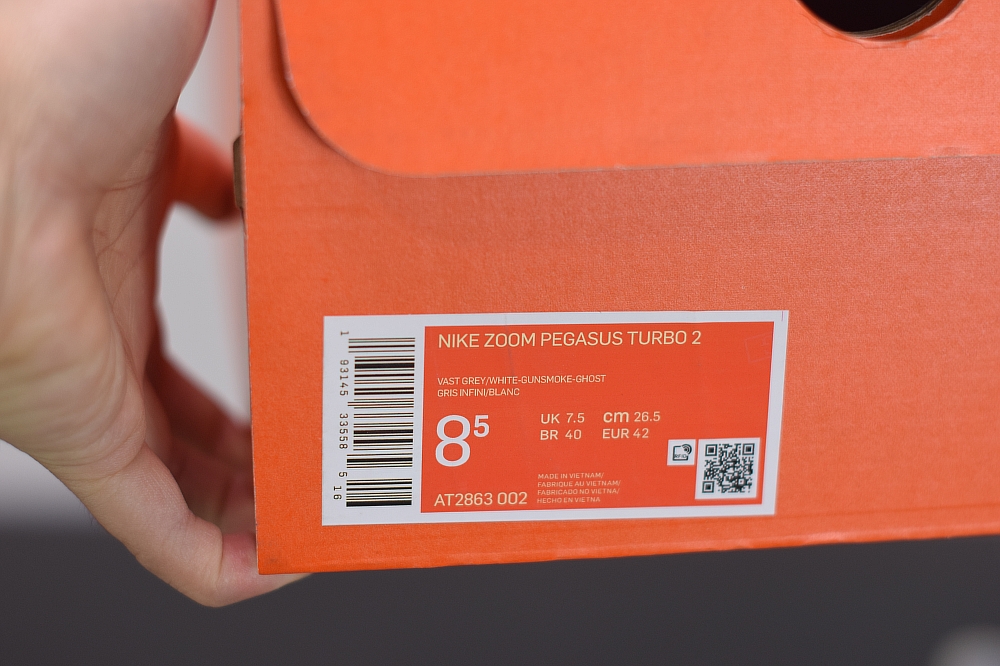 NIKE ZOOM PEGASUS TURBO 2
VAST GREY/WHITE-GUNSMOKE-GHOST
GRIS INFINI/BLANC
8⁵
UK 7.5 cm 26.5
BR 40 EUR 42
MADE IN VIETNAM/
FABRIQUE AU VIETNAM/
FABRICADO NO VIETNA/
HECHO EN VIETNA
AT2863 002
1 93145 33558 5 16